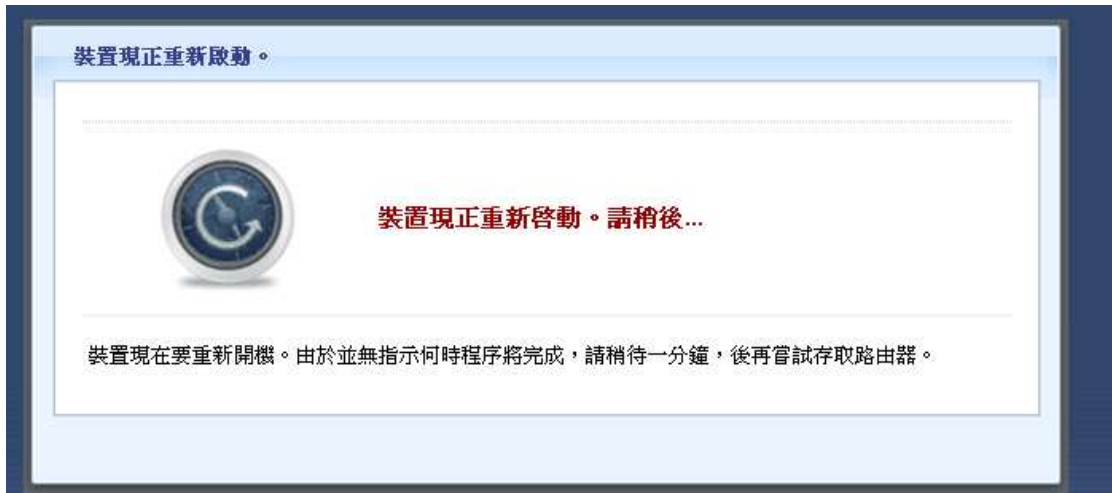 裝置現正重新啟動。
裝置現正重新啓動。請稍後...
裝置現在要重新開機。由於並無指示何時程序將完成，請稍待一分鐘，後再嘗試存取路由器。